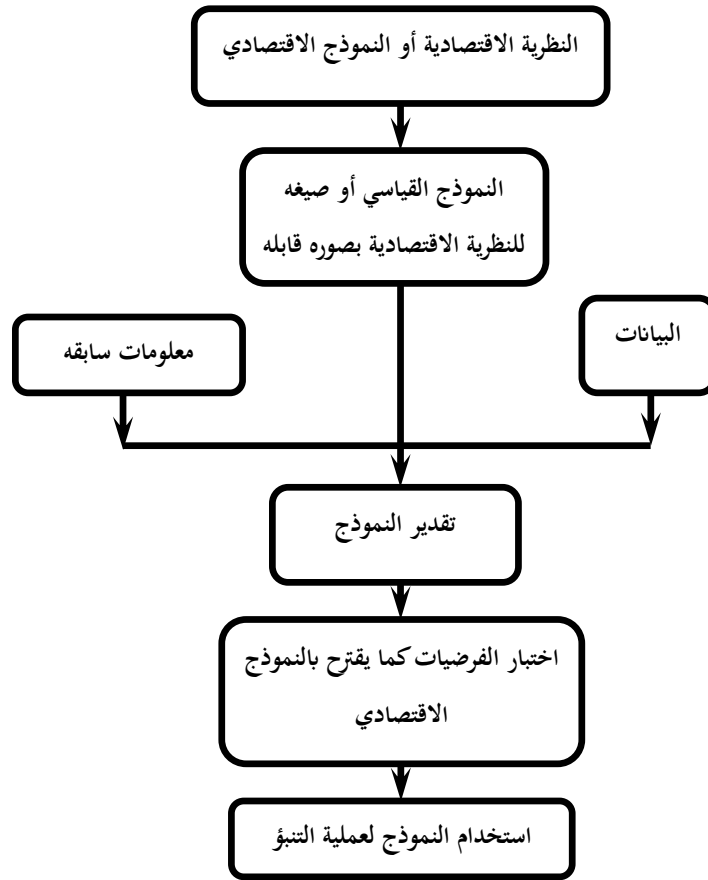 النظرية الاقتصادية أو النموذج الاقتصادي
النموذج القياسي أو صيغه
للنظرية الاقتصادية بصوره قابله
البيانات
معلومات سابقه
تقدير النموذج
اختبار الفرضيات كما يقترح بالنموذج
الاقتصادي
استخدام النموذج لعملية التنبؤ